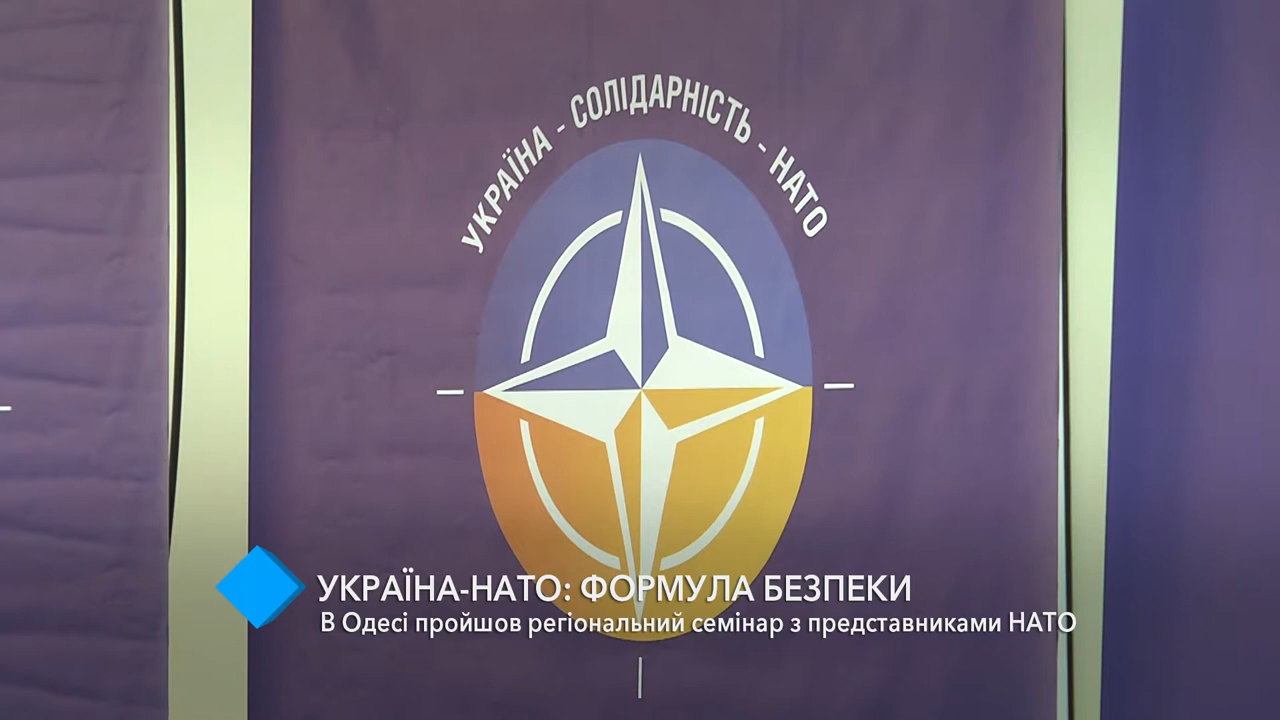 УКРАЇНА - СОЛІДАРНІСТЬ - НАТО
УКРАЇНА-НАТО: ФОРМУЛА БЕЗПЕКИ
В Одесі пройшов регіональний семінар з представниками НАТО